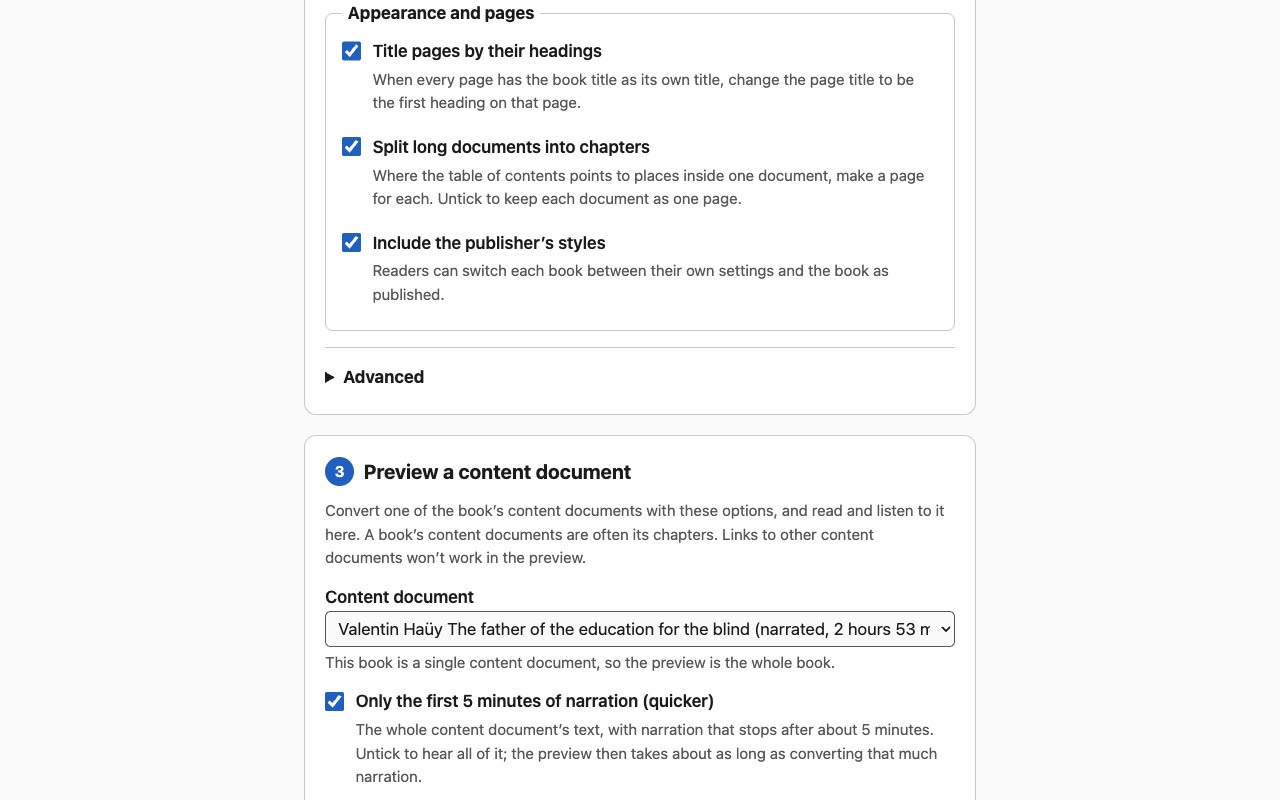 Appearance and pages
Title pages by their headings
When every page has the book title as its own title, change the page title to be
the first heading on that page.
Split long documents into chapters
Where the table of contents points to places inside one document, make a page
for each. Untick to keep each document as one page.
Include the publisher’s styles
Readers can switch each book between their own settings and the book as
published.
Advanced
3 Preview a content document
Convert one of the book’s content documents with these options, and read and listen to it
here. A book’s content documents are often its chapters. Links to other content
documents won’t work in the preview.
Content document
Valentin Haüy The father of the education for the blind (narrated, 2 hours 53
This book is a single content document, so the preview is the whole book.
Only the first 5 minutes of narration (quicker)
The whole content document’s text, with narration that stops after about 5 minutes.
Untick to hear all of it; the preview then takes about as long as converting that much
narration.